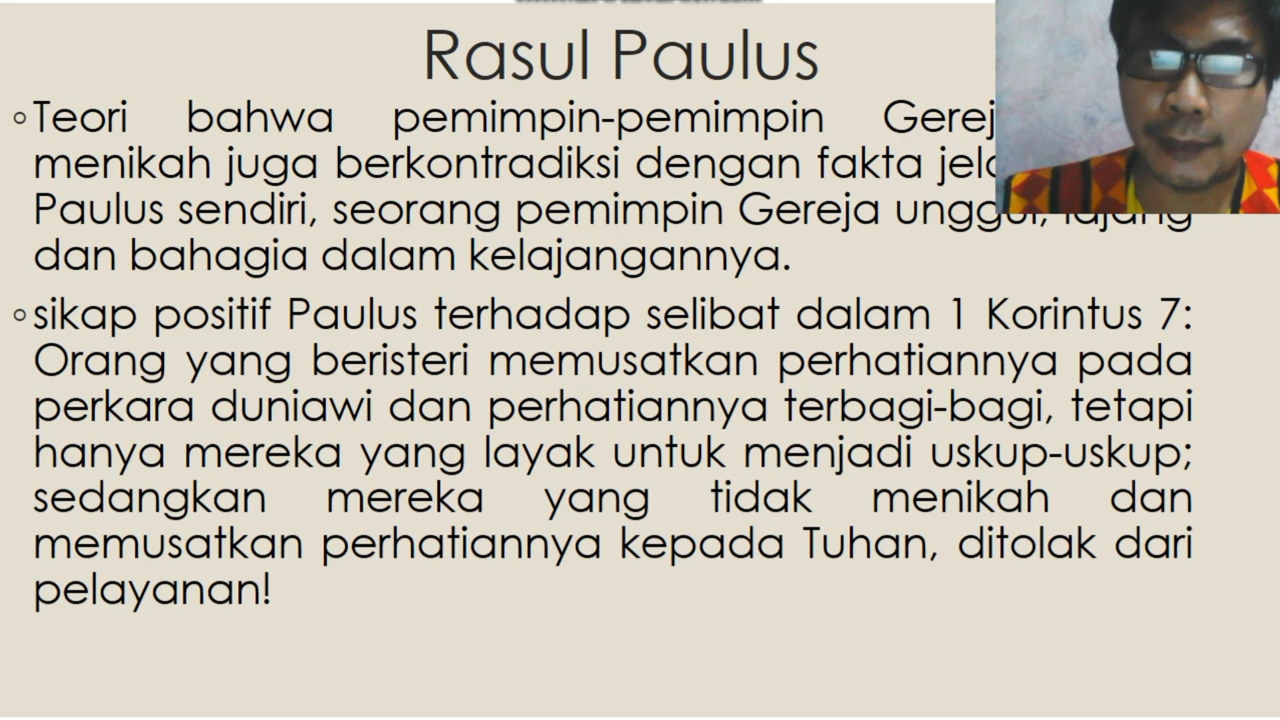 Rasul Paulus
◦Teori bahwa pemimpin-pemimpin
menikah juga berkontradiksi dengan fakta
Paulus sendiri, seorang pemimpin Gereja unggul, lajang
dan bahagia dalam kelajangannya.
◦sikap positif Paulus terhadap selibat dalam 1 Korintus 7:
Orang yang beristeri memusatkan perhatiannya pada
perkara duniawi dan perhatiannya terbagi-bagi, tetapi
hanya mereka yang layak untuk menjadi uskup-uskup;
sedangkan mereka yang tidak menikah dan
memusatkan perhatiannya kepada Tuhan, ditolak dari
pelayanan!